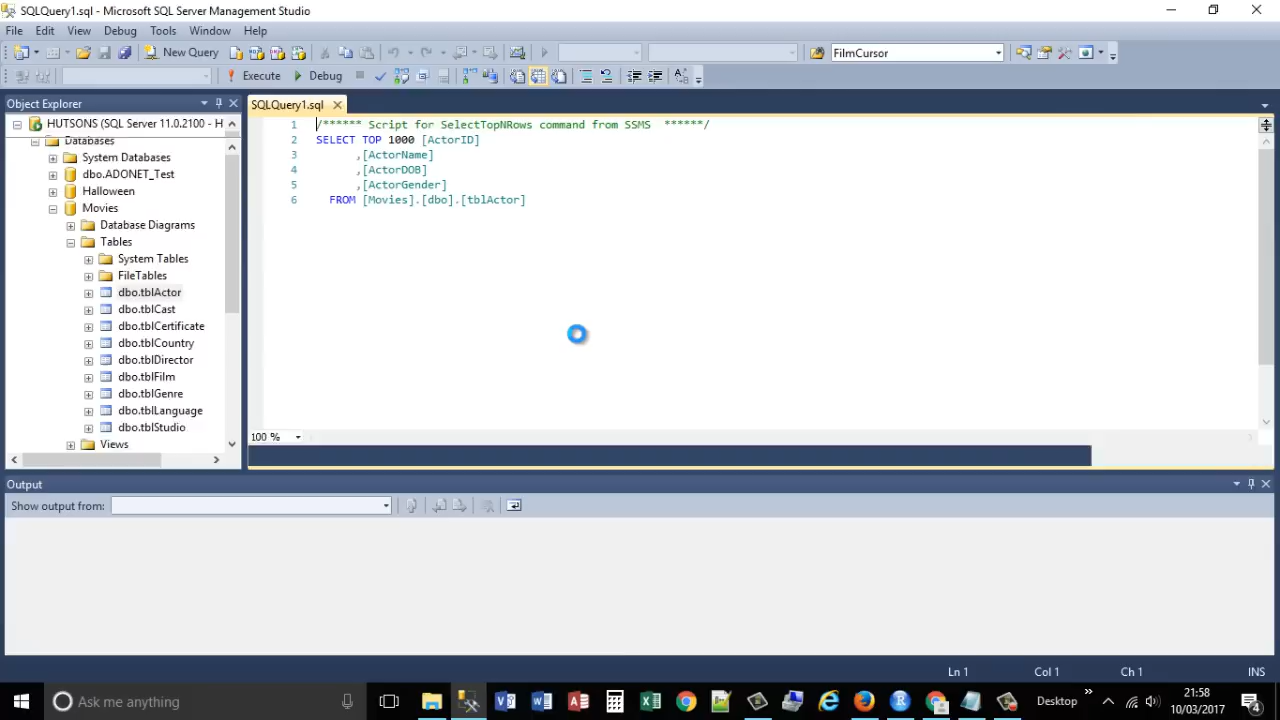 SQLQuery1.sql - Microsoft SQL Server Management Studio
File Edit View Debug Tools Window Help
New Query
FilmCursor
Execute Debug
Object Explorer
SQLQuery1.sql
HUTSONS (SQL Server 11.0.2100 - H
Databases
System Databases
dbo.ADONET_Test
Halloween
Movies
Database Diagrams
Tables
System Tables
FileTables
dbo.tblActor
dbo.tblCast
dbo.tblCertificate
dbo.tblCountry
dbo.tblDirector
dbo.tblFilm
dbo.tblGenre
dbo.tblLanguage
dbo.tblStudio
Views
1 /****** Script for SelectTopNRows command from SSMS ******/
2 SELECT TOP 1000 [ActorID]
3 ,[ActorName]
4 ,[ActorDOB]
5 ,[ActorGender]
6 FROM [Movies].[dbo].[tblActor]
100 %
Output
Show output from:
Ln 1 Col 1 Ch 1 INS
Ask me anything
Desktop
21:58
10/03/2017
4